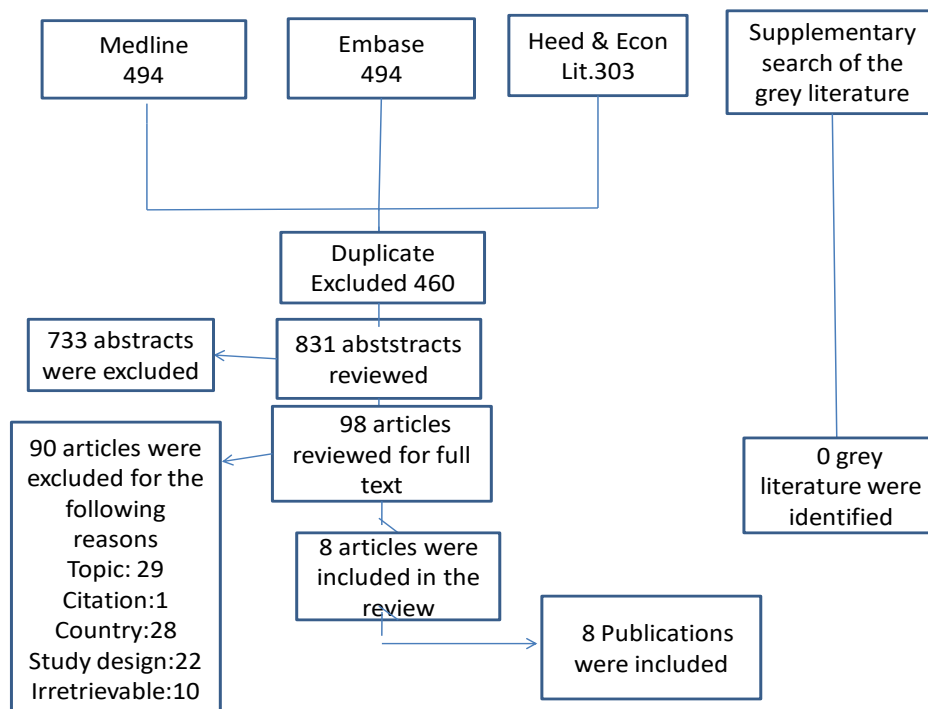 Medline
494
Embase
494
Heed & Econ
Lit.303
Supplementary
search of the
grey literature
Duplicate
Excluded 460
733 abstracts
were excluded
831 abststracts
reviewed
98 articles
reviewed for full
text
90 articles were
excluded for the
following
reasons
Topic: 29
Citation:1
Country:28
Study design:22
Irretrievable:10
0 grey
literature were
identified
8 articles were
included in the
review
8 Publications
were included